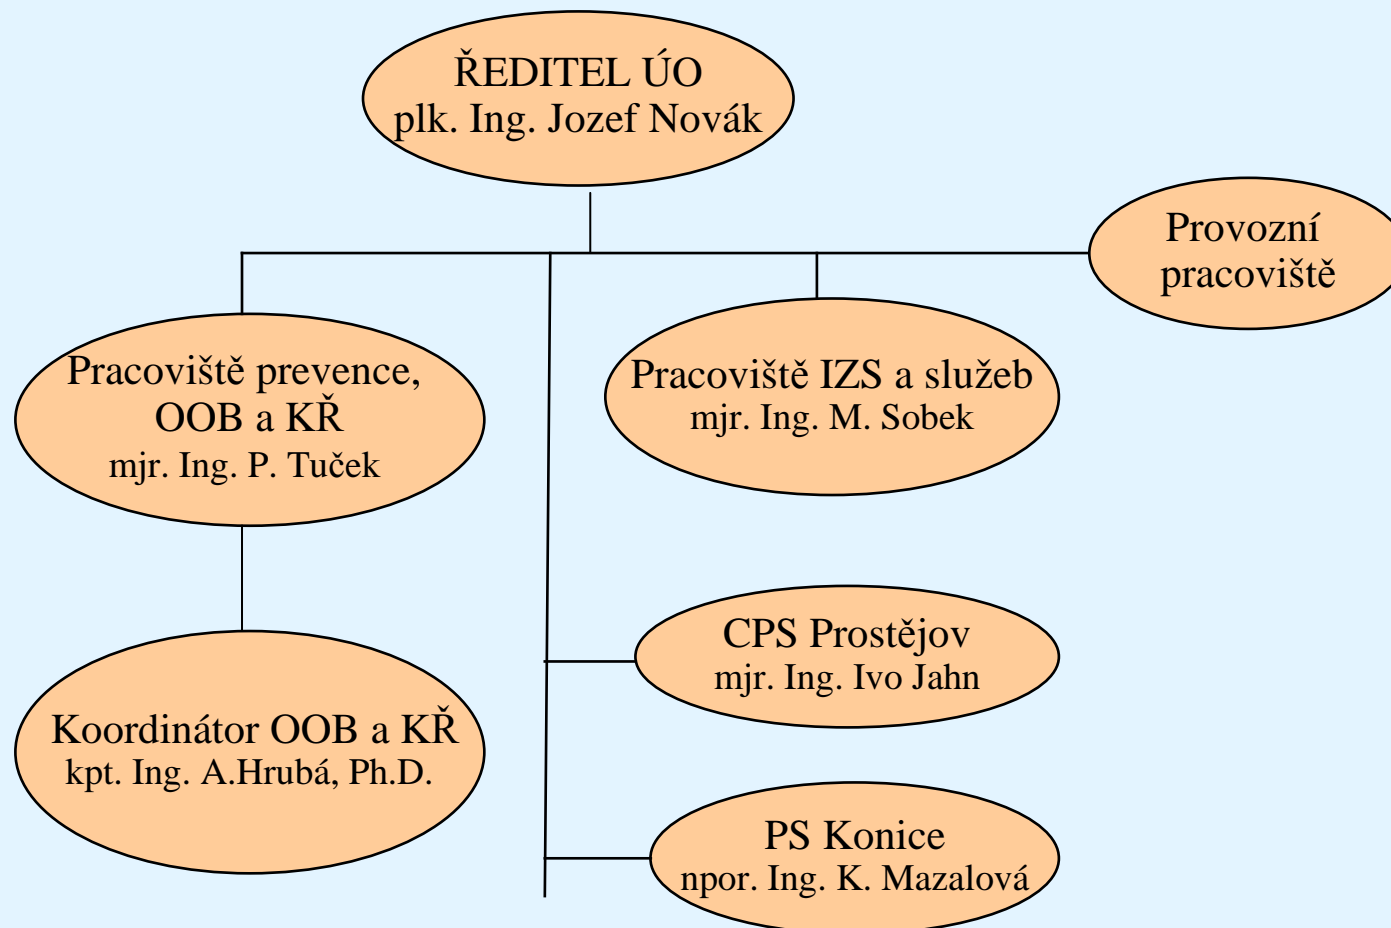 ŘEDITEL ÚO
plk. Ing. Jozef Novák
Provozní
pracoviště
Pracoviště prevence,
OOB a KŘ
mjr. Ing. P. Tuček
Pracoviště IZS a služeb
mjr. Ing. M. Sobek
CPS Prostějov
mjr. Ing. Ivo Jahn
Koordinátor OOB a KŘ
kpt. Ing. A.Hrubá, Ph.D.
PS Konice
npor. Ing. K. Mazalová